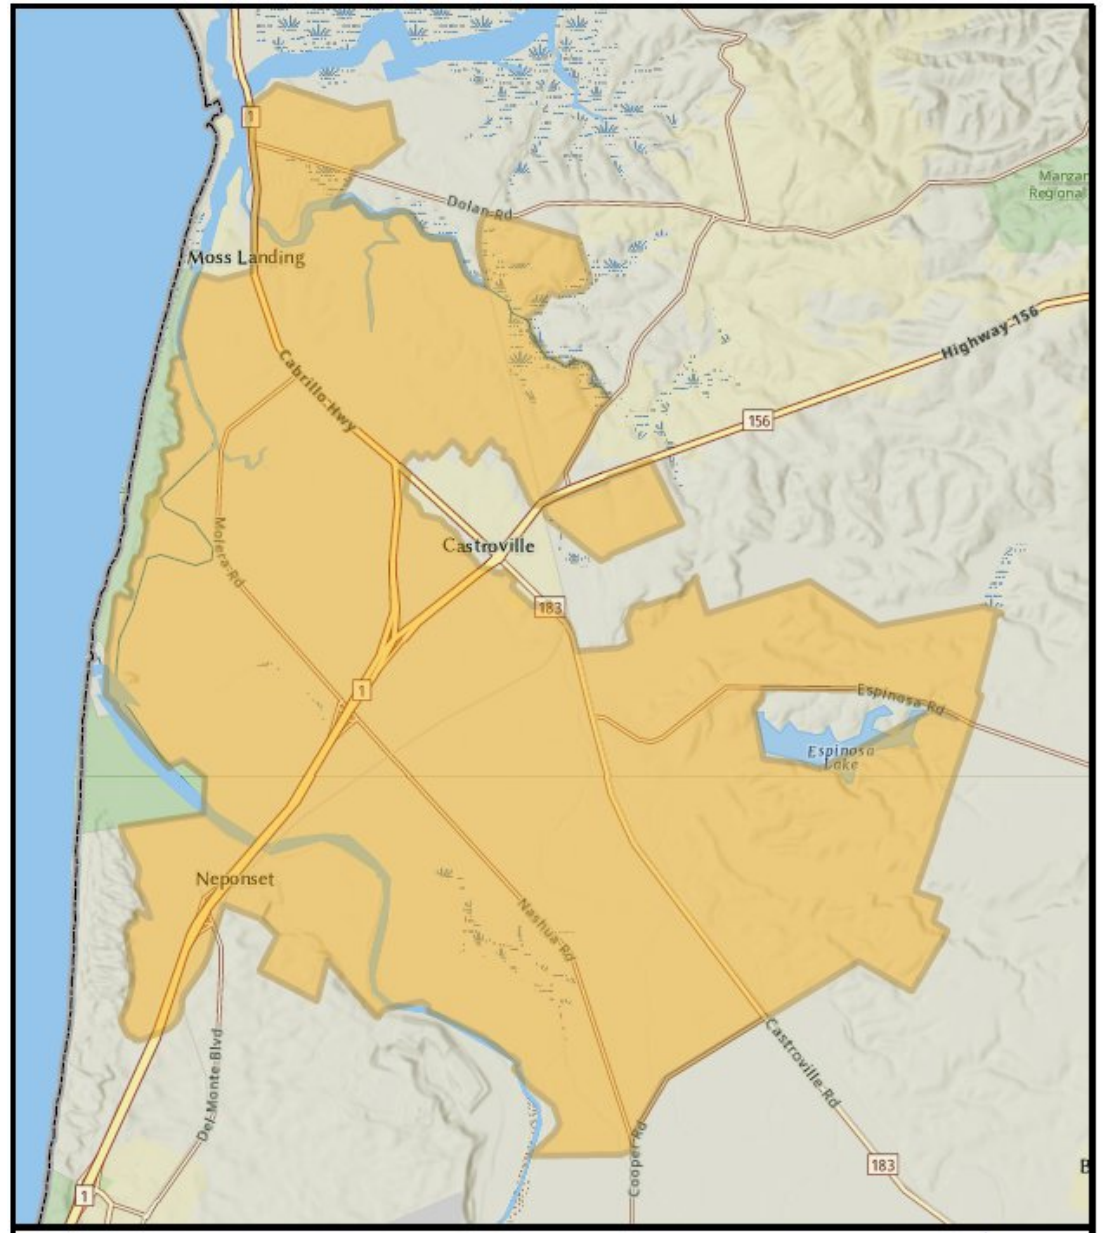 1
Manzan
Regional
Dolan Rd
Moss Landing
Highway 156
Cabrillo Hwy
156
Castroville
Molera Rd
183
1
Espinosa Rd
Espinosa
Lake
Neponset
Nashua Rd
Castroville Rd
Del Monte Blvd
Cooper Rd
183
B
1